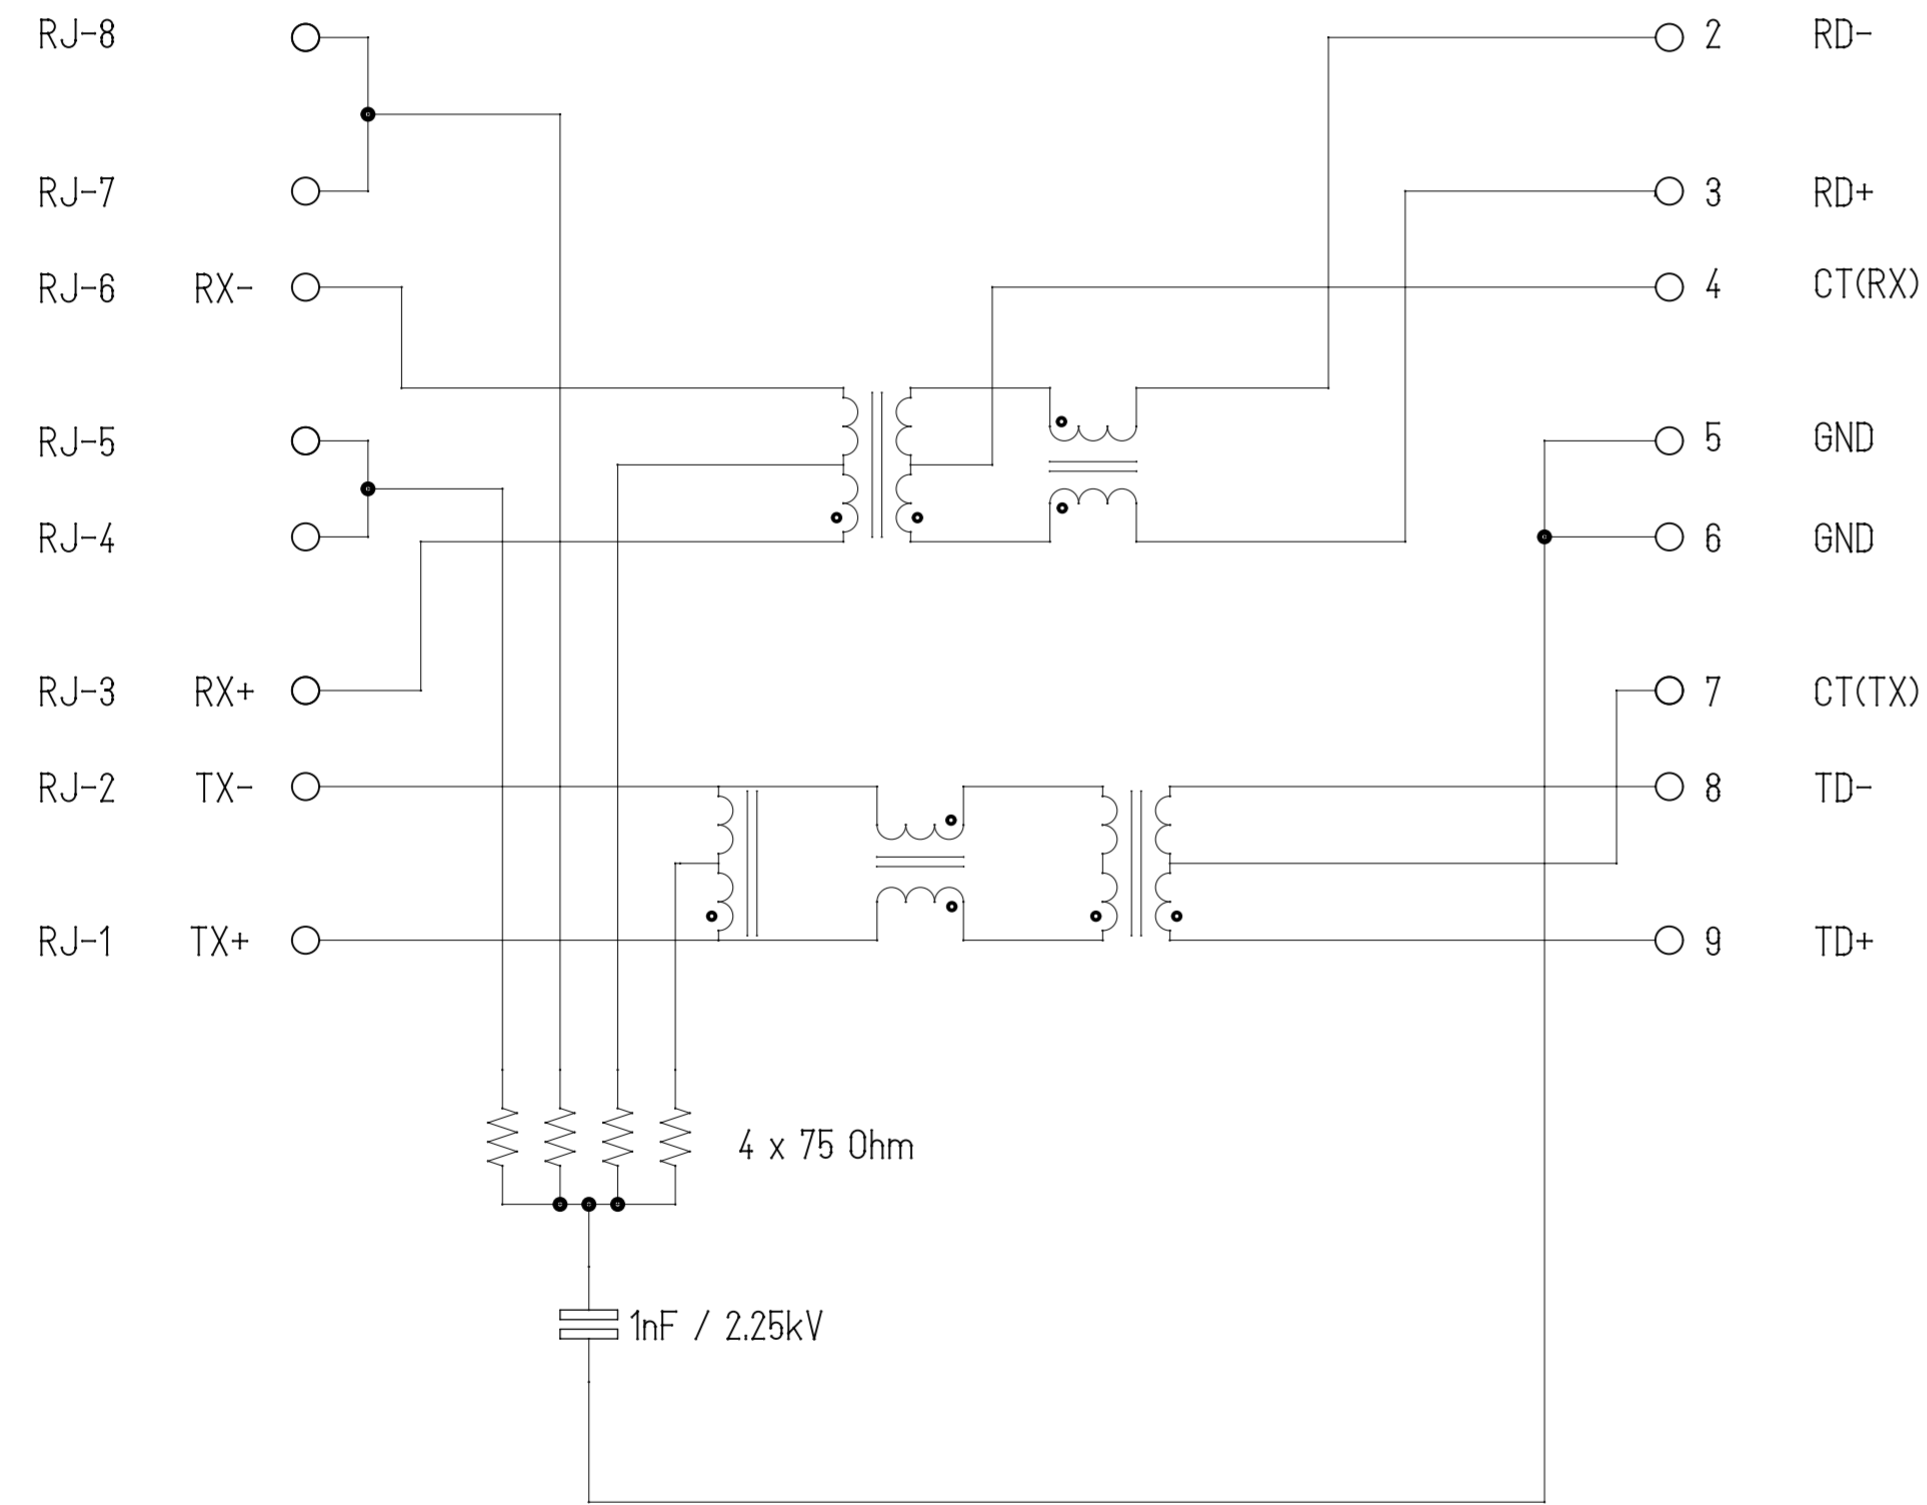 RJ-8 2 RD-
RJ-7 3 RD+
RJ-6 RX- 4 CT(RX)
RJ-5 5 GND
RJ-4 6 GND
RJ-3 RX+ 7 CT(TX)
RJ-2 TX- 8 TD-
RJ-1 TX+ 9 TD+
4 x 75 Ohm
1nF / 2.25kV